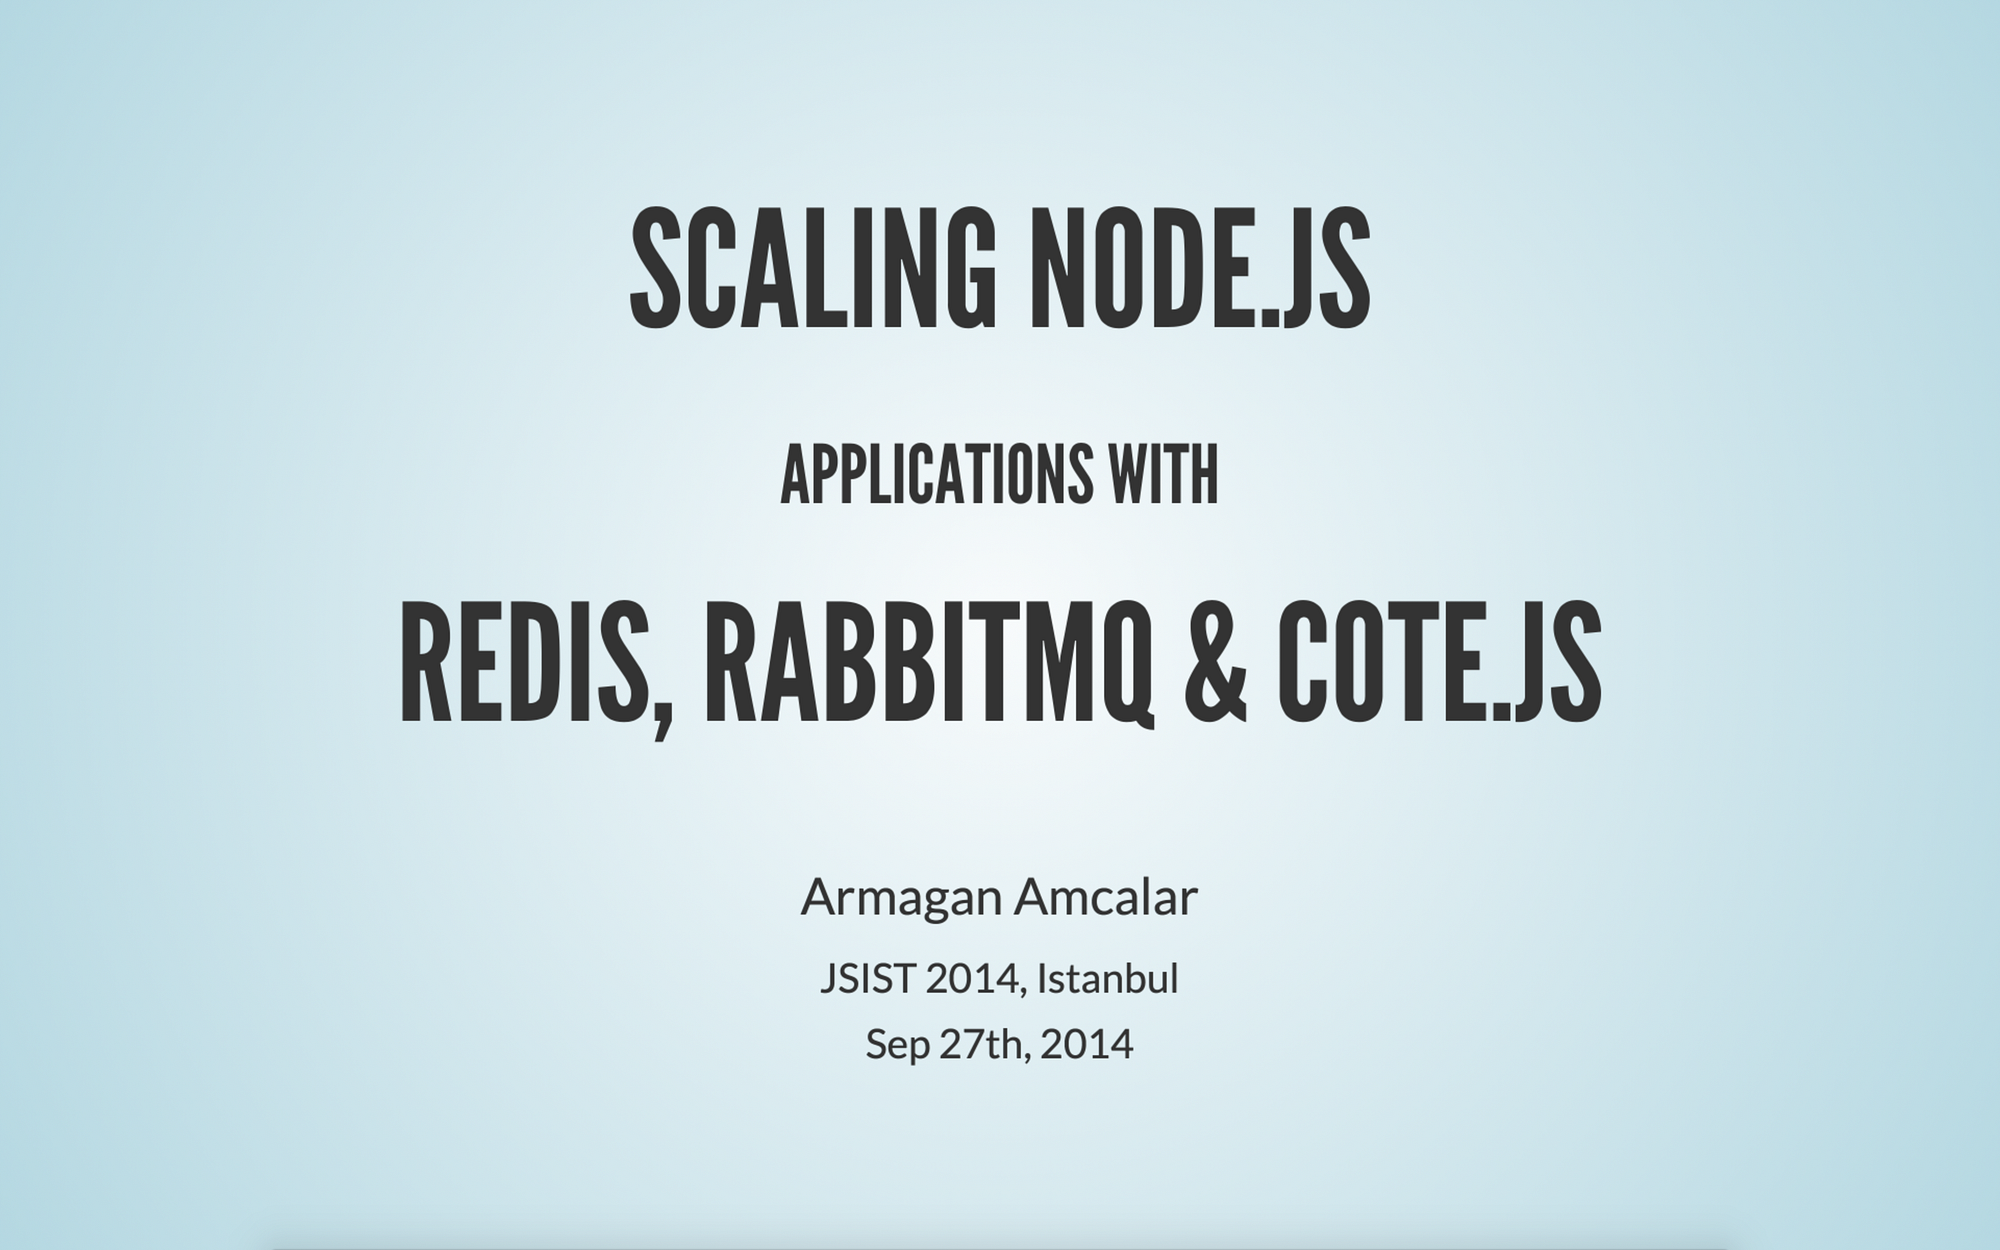 SCALING NODE.JS
APPLICATIONS WITH
REDIS, RABBITMQ & COTE.JS
Armagan Amcalar
JSIST 2014, Istanbul
Sep 27th, 2014